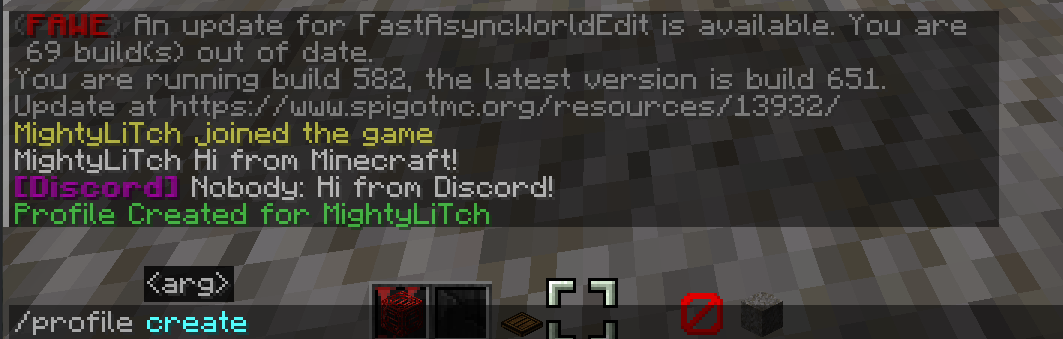 (FAWE) An update for FastAsyncWorldEdit is available. You are
69 build(s) out of date.
You are running build 582, the latest version is build 651.
Update at https://www.spigotmc.org/resources/13932/
MightyLiTch joined the game
MightyLiTch Hi from Minecraft!
[Discord] Nobody: Hi from Discord!
Profile Created for MightyLiTch
<arg>
/profile create